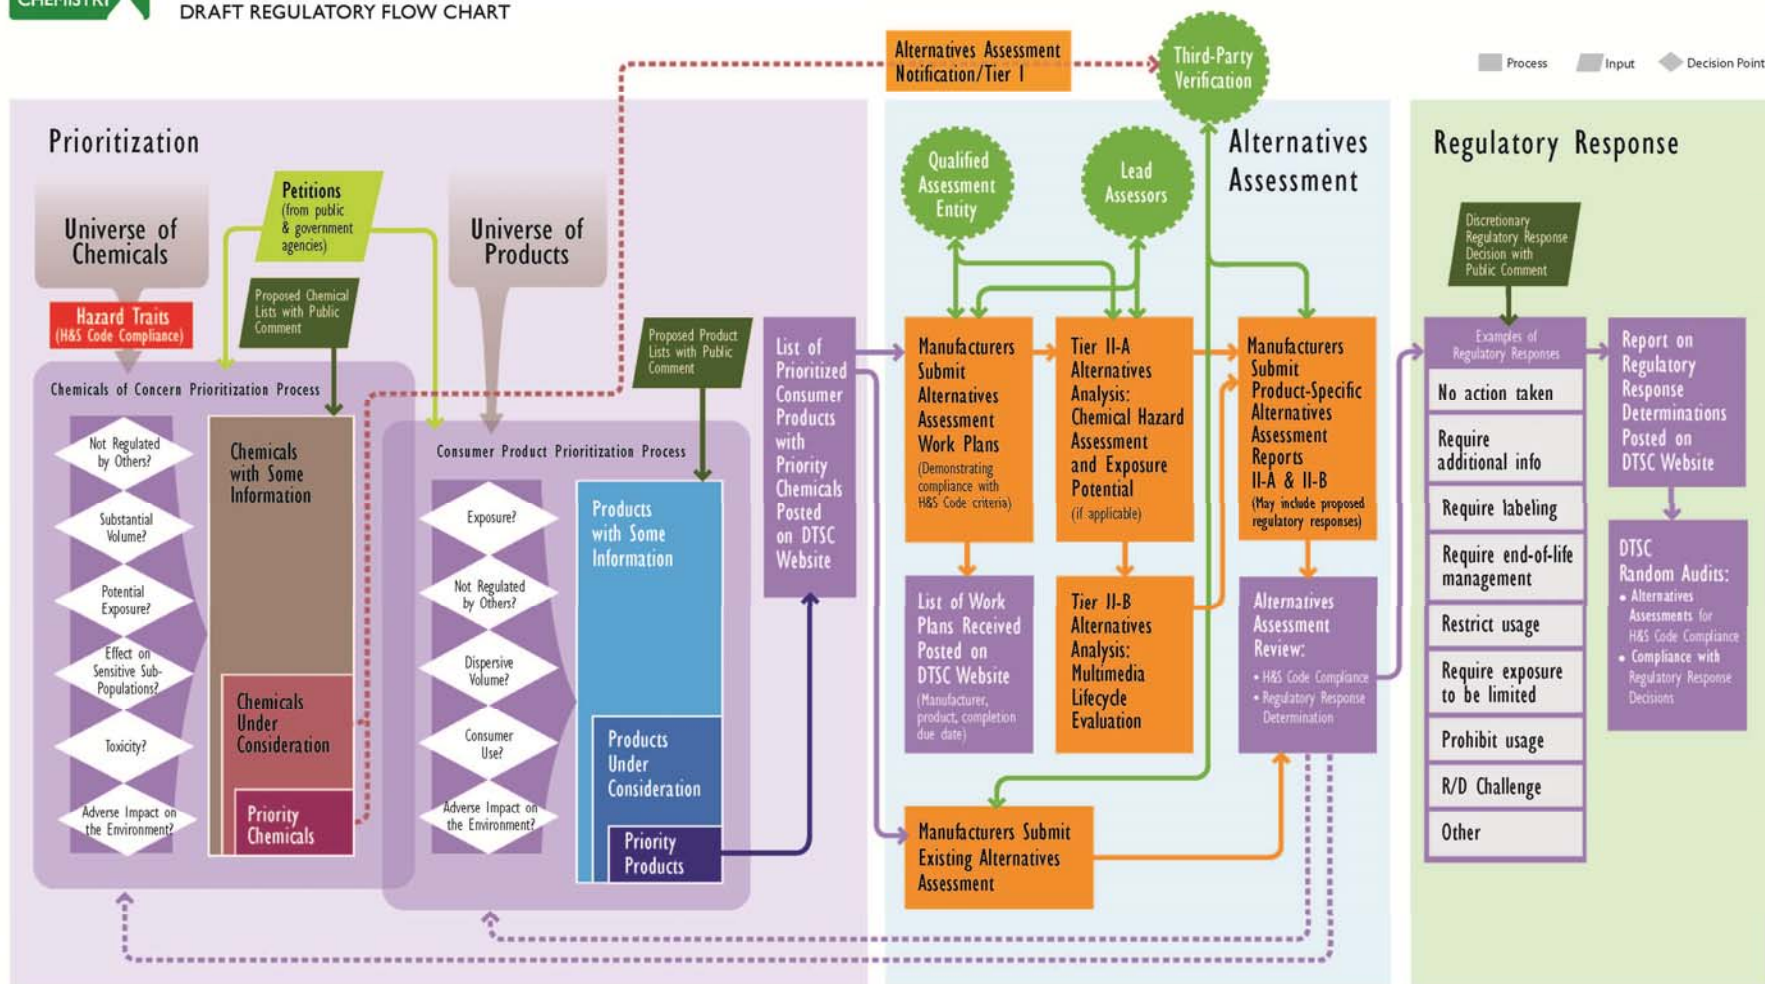 CHEMISTRY
DRAFT REGULATORY FLOW CHART
Alternatives Assessment
Notification/Tier I
Third-Party
Verification
Process
Input
Decision Point
Prioritization
Universe of
Chemicals
Petitions
(from public
& government
agencies)
Universe of
Products
Hazard Traits
(H&S Code Compliance)
Proposed Chemical
Lists with Public
Comment
Proposed Product
Lists with Public
Comment
Chemicals of Concern Prioritization Process
Not Regulated
by Others?
Substantial
Volume?
Potential
Exposure?
Effect on
Sensitive Sub-
Populations?
Toxicity?
Adverse Impact on
the Environment?
Chemicals
with Some
Information
Chemicals
Under
Consideration
Priority
Chemicals
Consumer Product Prioritization Process
Exposure?
Not Regulated
by Others?
Dispersive
Volume?
Consumer
Use?
Adverse Impact on
the Environment?
Products
with Some
Information
Products
Under
Consideration
Priority
Products
List of
Prioritized
Consumer
Products
with
Priority
Chemicals
Posted
on DTSC
Website
Alternatives
Assessment
Qualified
Assessment
Entity
Lead
Assessors
Manufacturers
Submit
Alternatives
Assessment
Work Plans
(Demonstrating
compliance with
H&S Code criteria)
Tier II-A
Alternatives
Analysis:
Chemical Hazard
Assessment
and Exposure
Potential
(if applicable)
Manufacturers
Submit
Product-Specific
Alternatives
Assessment
Reports
II-A & II-B
(May include proposed
regulatory responses)
List of Work
Plans Received
Posted on
DTSC Website
(Manufacturer,
product, completion
due date)
Tier II-B
Alternatives
Analysis:
Multimedia
Lifecycle
Evaluation
Alternatives
Assessment
Review:
• H&S Code Compliance
• Regulatory Response
Determination
Manufacturers Submit
Existing Alternatives
Assessment
Regulatory Response
Discretionary
Regulatory Response
Decision with
Public Comment
Examples of
Regulatory Responses
No action taken
Require
additional info
Require labeling
Require end-of-life
management
Restrict usage
Require exposure
to be limited
Prohibit usage
R/D Challenge
Other
Report on
Regulatory
Response
Determinations
Posted on
DTSC Website
DTSC
Random Audits:
• Alternatives
Assessments for
H&S Code Compliance
• Compliance with
Regulatory Response
Decisions